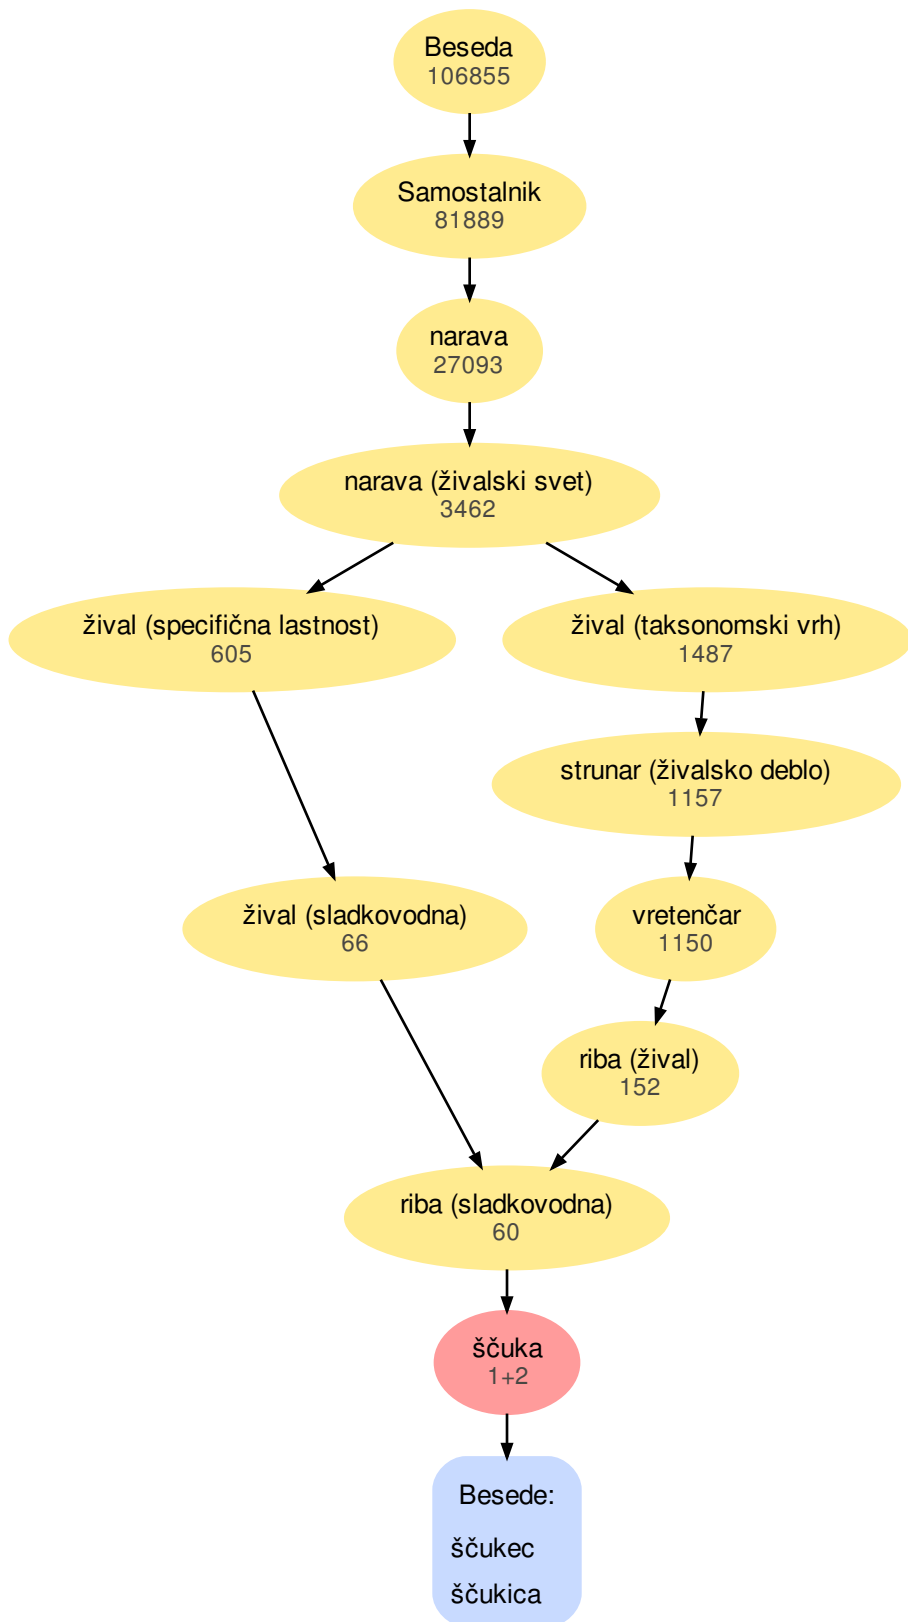 Beseda
106855
Samostalnik
81889
narava
27093
narava (živalski svet)
3462
žival (specifična lastnost)
605
žival (taksonomski vrh)
1487
strunar (živalsko deblo)
1157
žival (sladkovodna)
66
vretenčar
1150
riba (žival)
152
riba (sladkovodna)
60
ščuka
1+2
Besede:
ščukec
ščukica